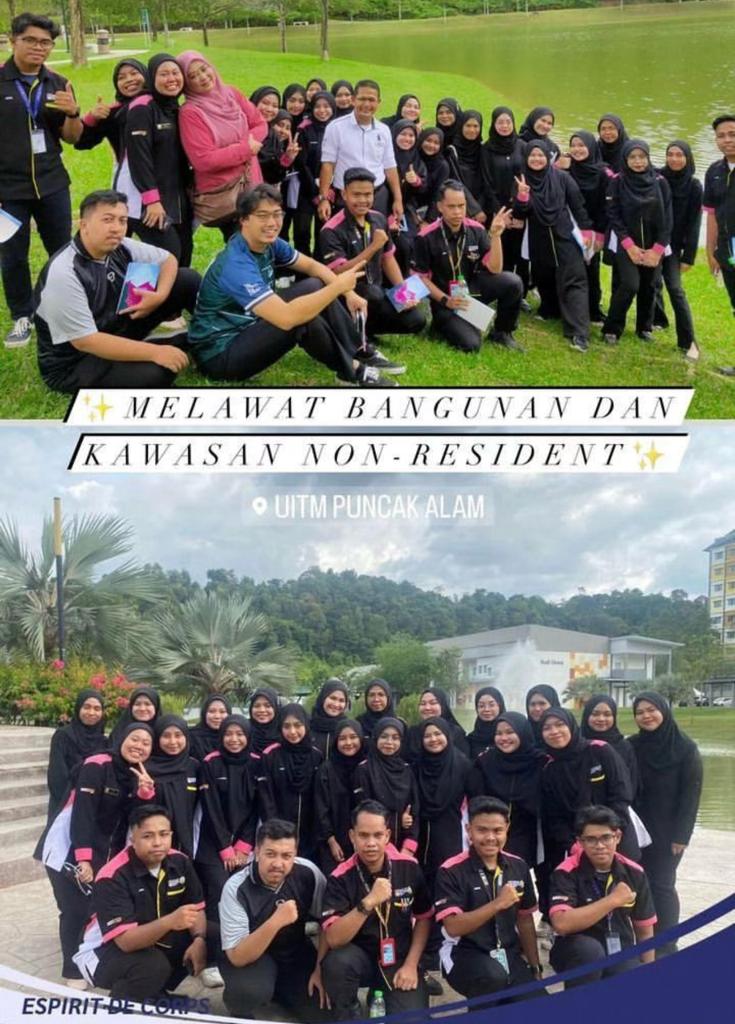 ✨ MELAWAT BANGUNAN DAN
KAWASAN NON-RESIDENT ✨
UITM PUNCAK ALAM
ESPIRIT DE CORPS